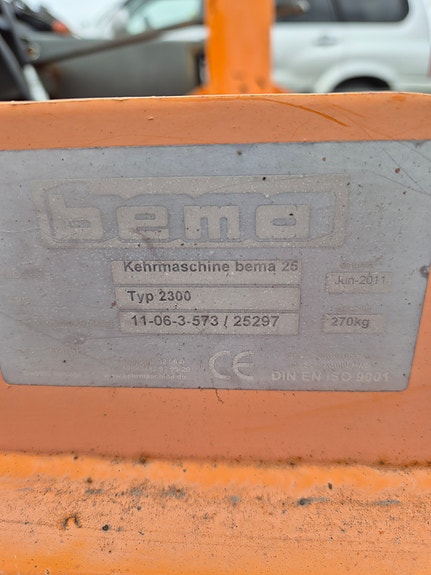 bema
Kehrmaschine bema 25
Jun-2011
Typ 2300
11-06-3-573 / 25297
270kg
CE
DIN EN ISO 9001